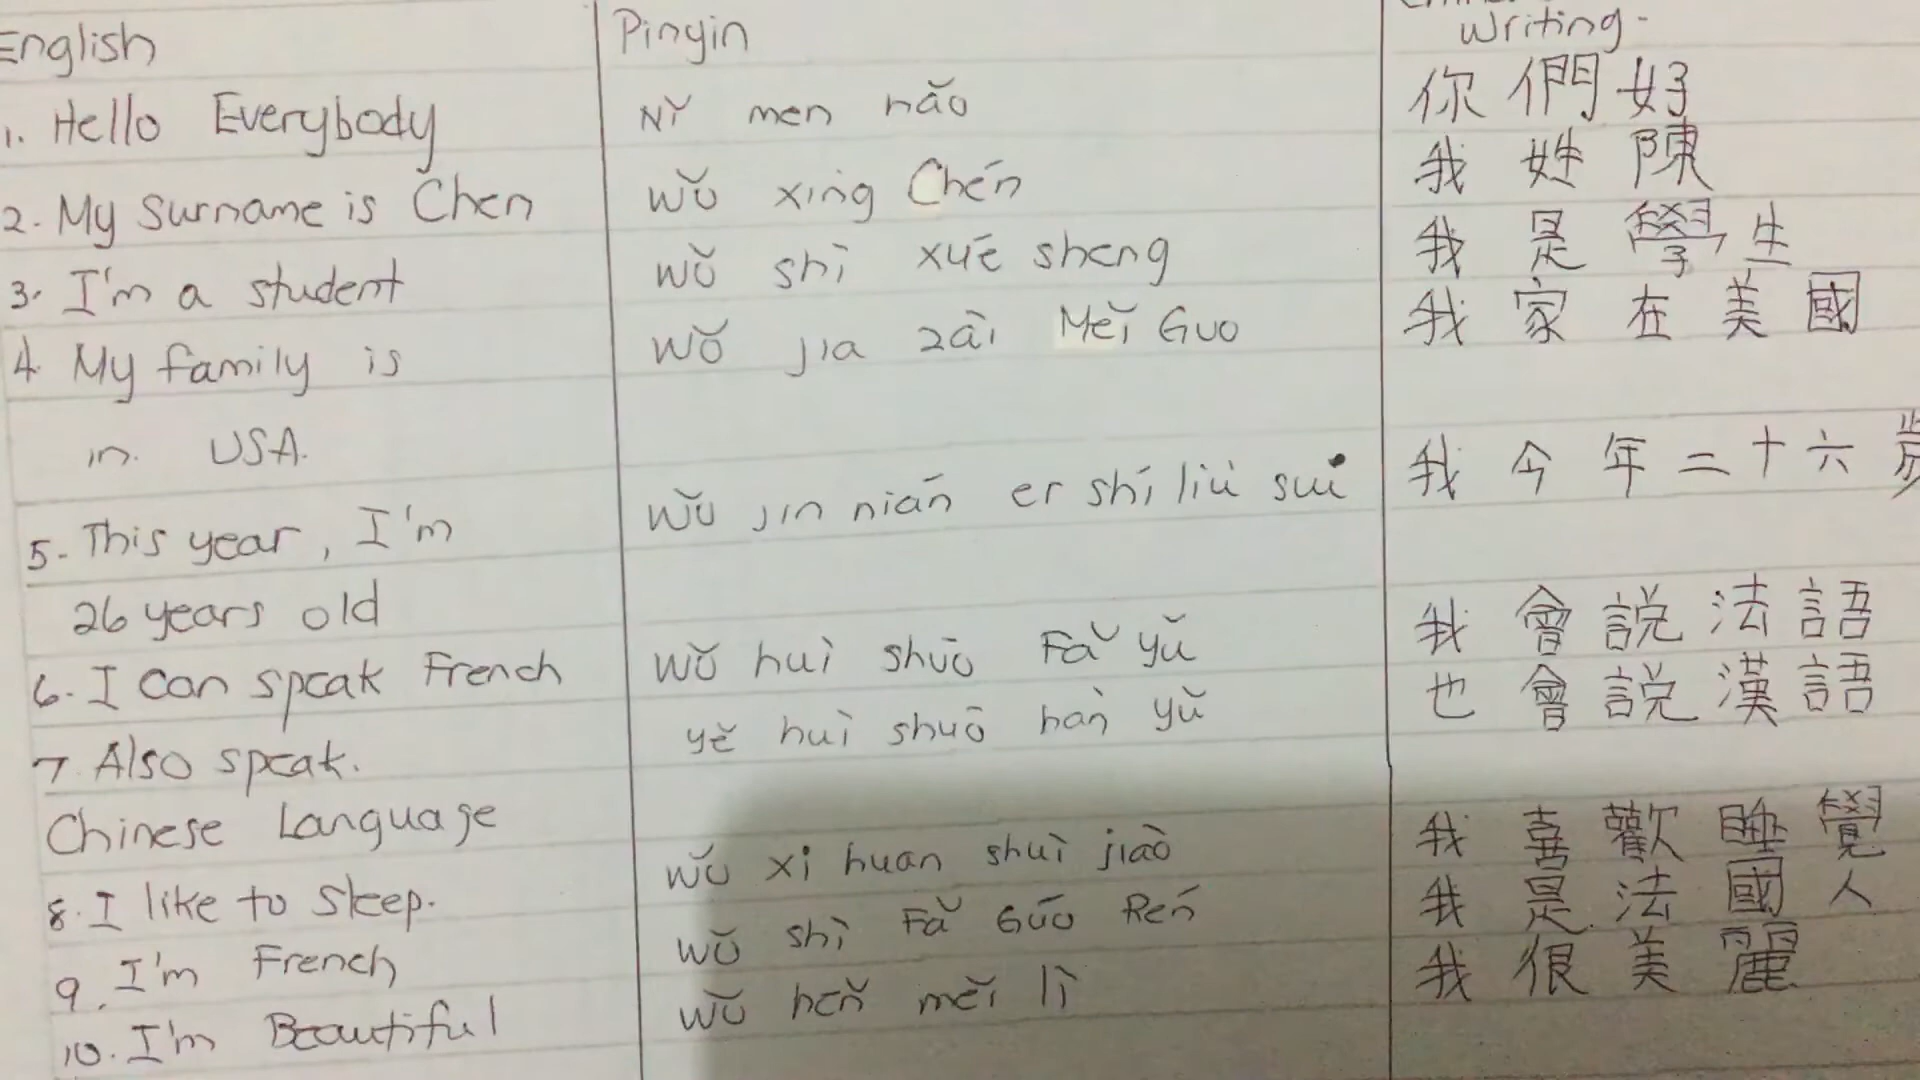 English Pinyin Writing.
1. Hello Everybody Nǐ men hǎo 你們好
2. My Surname is Chen wǒ xing Chén 我姓陳
3. I'm a student wǒ shì xué sheng 我是學生
4. My family is wǒ jia zài Měi Guo 我家在美國
in. USA.
5. This year, I'm wǒ jin nián er shí liù sui 我今年二十六歲
26 years old
6. I can speak French wǒ huì shuō Fǎ yǔ 我會説法語
7. Also speak. yě huì shuō hàn yǔ 也會説漢語
Chinese Language
8. I like to sleep. wǒ xi huan shuì jiào 我喜歡睡覺
9. I'm French wǒ shì Fǎ Guó Rén 我是法國人
10. I'm Beautiful wǒ hěn měi lì 我很美麗